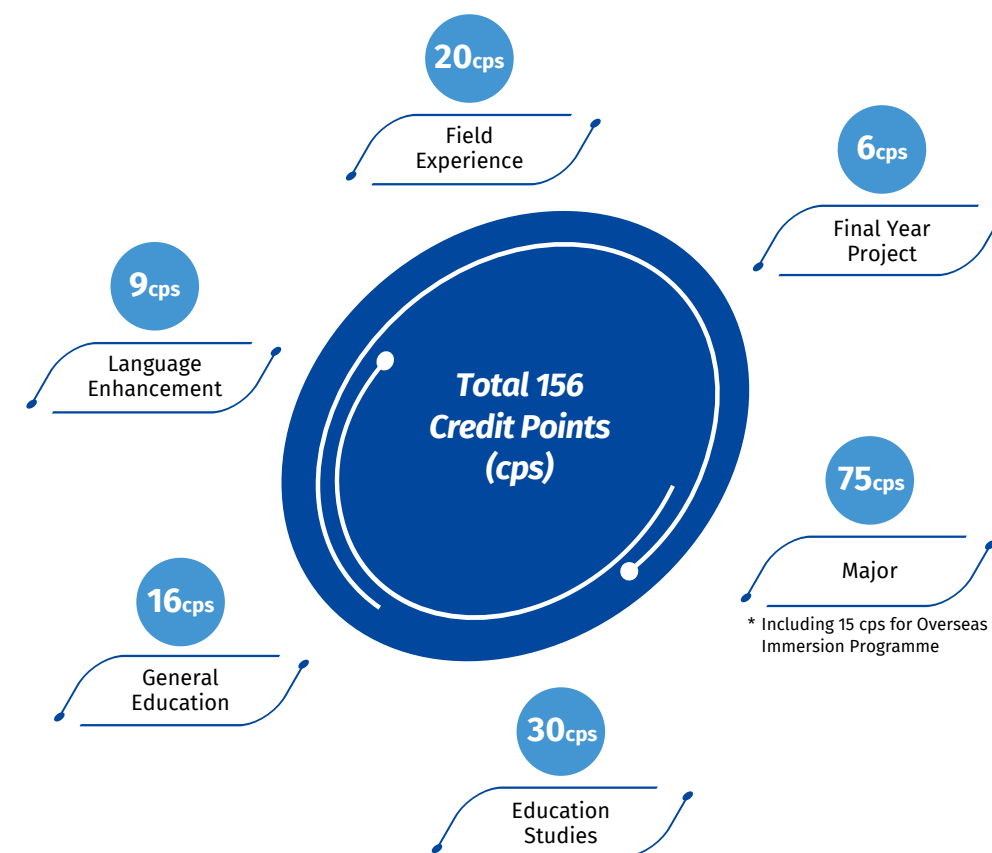 20cps
Field
Experience
6cps
Final Year
Project
9cps
Language
Enhancement
Total 156
Credit Points
(cps)
75cps
Major
* Including 15 cps for Overseas
Immersion Programme
16cps
General
Education
30cps
Education
Studies